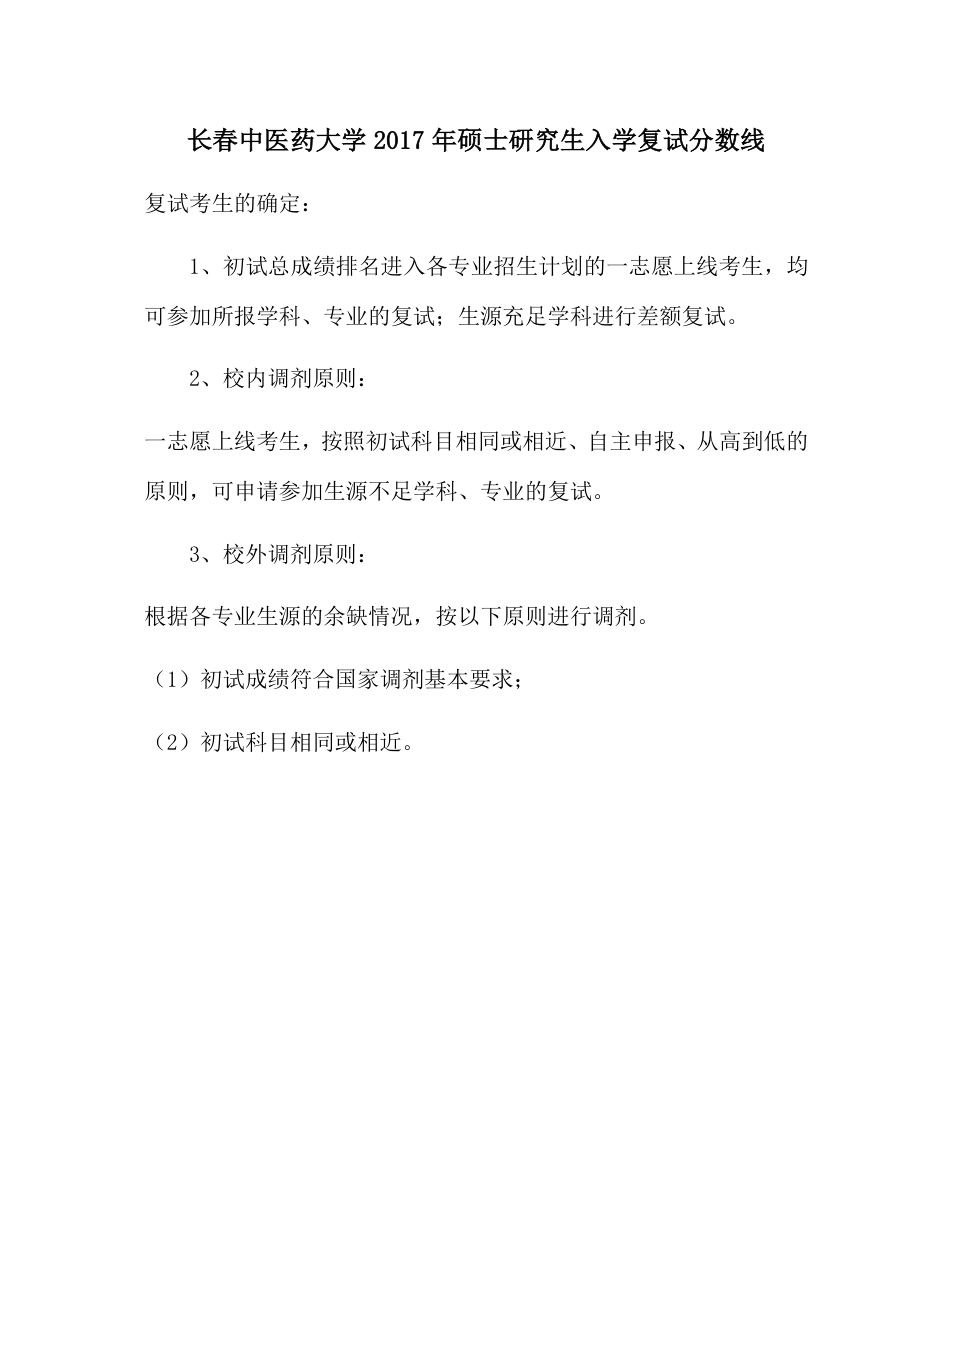 长春中医药大学 2017 年硕士研究生入学复试分数线
复试考生的确定：
1、初试总成绩排名进入各专业招生计划的一志愿上线考生，均
可参加所报学科、专业的复试；生源充足学科进行差额复试。
2、校内调剂原则：
一志愿上线考生，按照初试科目相同或相近、自主申报、从高到低的
原则，可申请参加生源不足学科、专业的复试。
3、校外调剂原则：
根据各专业生源的余缺情况，按以下原则进行调剂。
（1）初试成绩符合国家调剂基本要求；
（2）初试科目相同或相近。